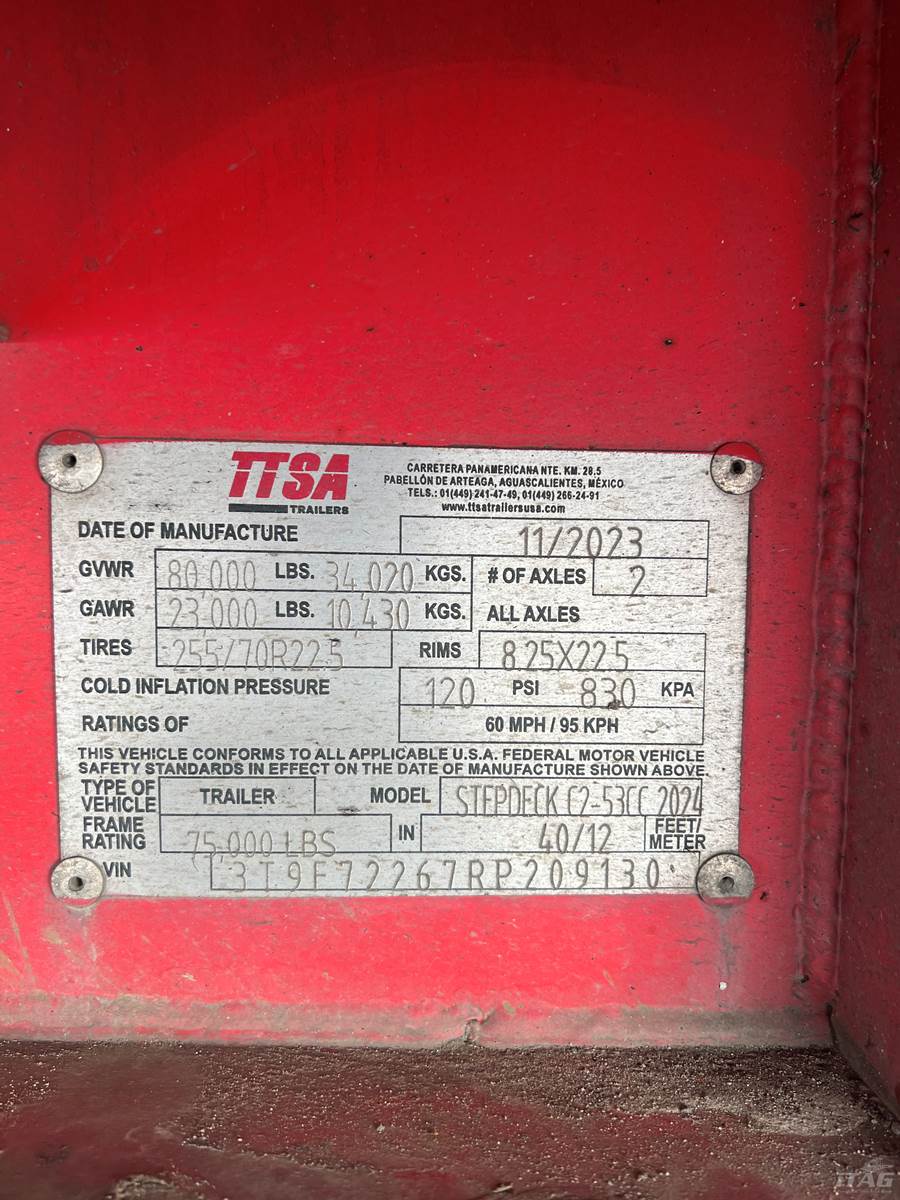 TTSA
TRAILERS
CARRETERA PANAMERICANA NTE. KM. 28.5
PABELLÓN DE ARTEAGA, AGUASCALIENTES, MÉXICO
TELS.: 01(449) 241-47-49, 01(449) 266-24-91
www.ttsatrailersusa.com
DATE OF MANUFACTURE 11/2023
GVWR 80,000 LBS. 34,020 KGS. # OF AXLES 2
GAWR 23,000 LBS. 10,430 KGS. ALL AXLES
TIRES 255/70R22.5 RIMS 8.25X22.5
COLD INFLATION PRESSURE 120 PSI 830 KPA
RATINGS OF 60 MPH / 95 KPH
THIS VEHICLE CONFORMS TO ALL APPLICABLE U.S.A. FEDERAL MOTOR VEHICLE
SAFETY STANDARDS IN EFFECT ON THE DATE OF MANUFACTURE SHOWN ABOVE.
TYPE OF VEHICLE TRAILER MODEL STEPDECK C2-53CC 2024
FRAME RATING 75,000 LBS IN 40/12 FEET/METER
VIN 3T9F72267RP209130
ITAG